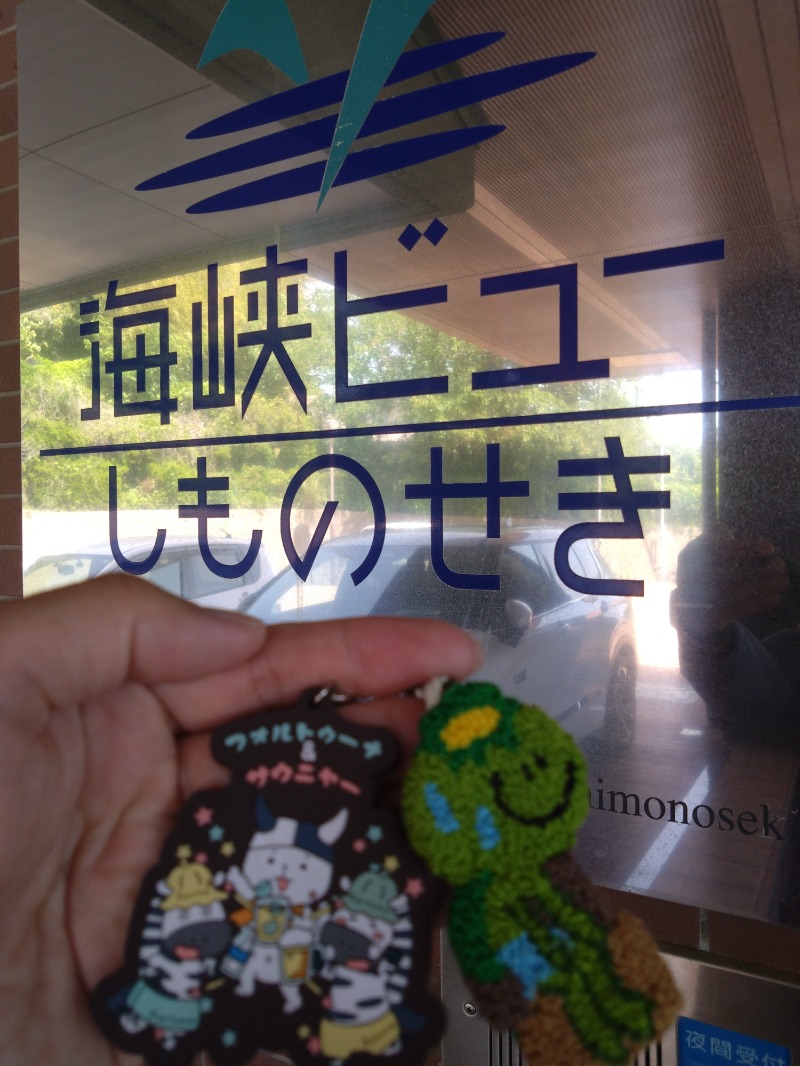 海峡ビュー
しものせき
フォルトゥーナ
&
サウニャー
himonoseki
夜間受付